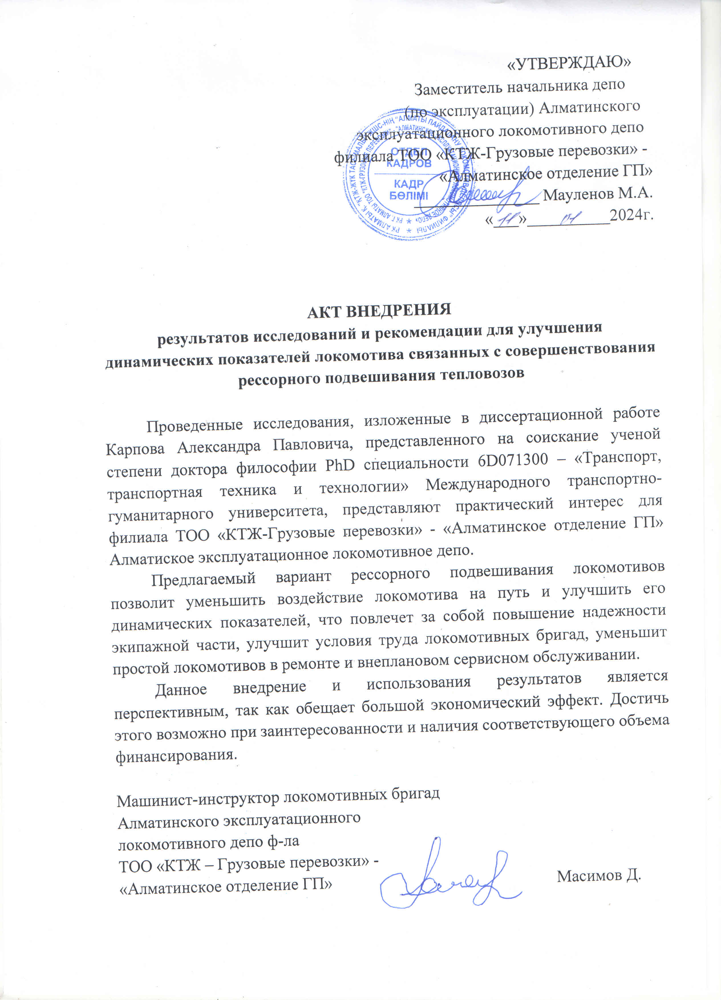 «УТВЕРЖДАЮ»
Заместитель начальника депо
(по эксплуатации) Алматинского
эксплуатационного локомотивного депо
филиала ТОО «КТЖ-Грузовые перевозки» -
«Алматинское отделение ГП»
Мауленов М.А.
«11» 01 2024г.
ОТДЕЛ
КАДРОВ
КАДР
БӨЛІМІ
АКТ ВНЕДРЕНИЯ
результатов исследований и рекомендации для улучшения
динамических показателей локомотива связанных с совершенствования
рессорного подвешивания тепловозов
Проведенные исследования, изложенные в диссертационной работе
Карпова Александра Павловича, представленного на соискание ученой
степени доктора философии PhD специальности 6D071300 – «Транспорт,
транспортная техника и технологии» Международного транспортно-
гуманитарного университета, представляют практический интерес для
филиала ТОО «КТЖ-Грузовые перевозки» - «Алматинское отделение ГП»
Алматиское эксплуатационное локомотивное депо.
Предлагаемый вариант рессорного подвешивания локомотивов
позволит уменьшить воздействие локомотива на путь и улучшить его
динамических показателей, что повлечет за собой повышение надежности
экипажной части, улучшит условия труда локомотивных бригад, уменьшит
простой локомотивов в ремонте и внеплановом сервисном обслуживании.
Данное внедрение и использования результатов является
перспективным, так как обещает большой экономический эффект. Достичь
этого возможно при заинтересованности и наличия соответствующего объема
финансирования.
Машинист-инструктор локомотивных бригад
Алматинского эксплуатационного
локомотивного депо ф-ла
ТОО «КТЖ – Грузовые перевозки» -
«Алматинское отделение ГП»
Масимов Д.